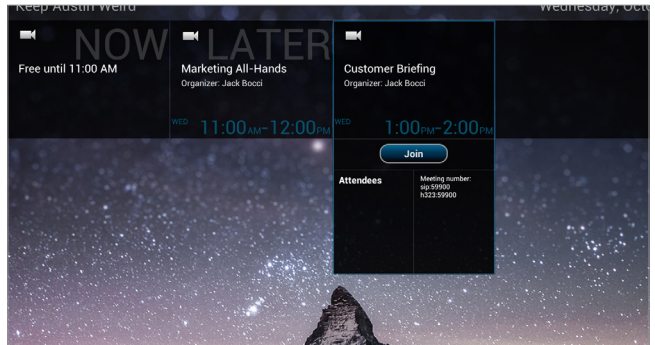 Keep Austin Weird
Wednesday, Octo
NOW
LATER
Free until 11:00 AM
Marketing All-Hands
Organizer: Jack Bocci
WED
11:00AM-12:00PM
Customer Briefing
Organizer: Jack Bocci
WED
1:00PM-2:00PM
Join
Attendees
Meeting number:
sip:59900
h323:59900